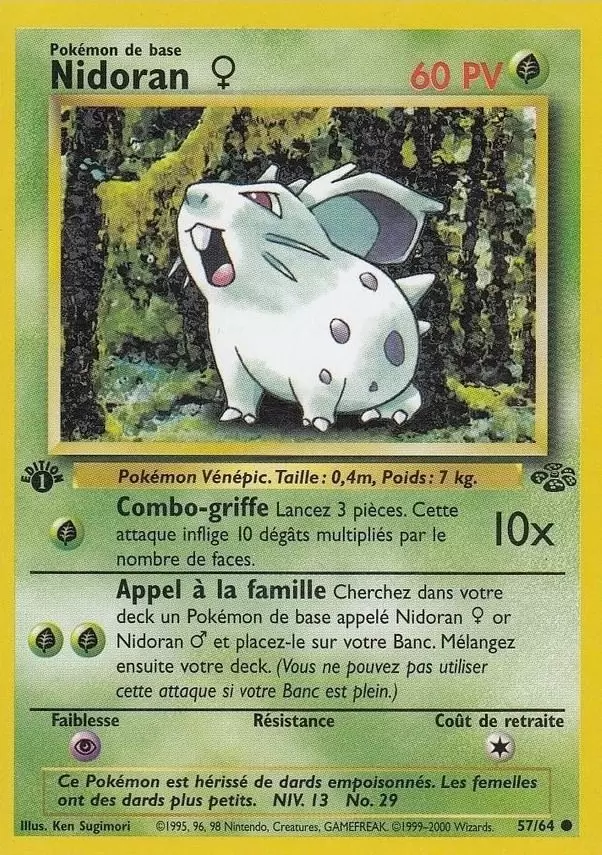 Pokémon de base
Nidoran ♀ 60 PV
EDITION
1
Pokémon Vénépic. Taille : 0,4m, Poids : 7 kg.
Combo-griffe Lancez 3 pièces. Cette
attaque inflige 10 dégâts multipliés par le
nombre de faces.
10x
Appel à la famille Cherchez dans votre
deck un Pokémon de base appelé Nidoran ♀ or
Nidoran ♂ et placez-le sur votre Banc. Mélangez
ensuite votre deck. (Vous ne pouvez pas utiliser
cette attaque si votre Banc est plein.)
Faiblesse Résistance Coût de retraite
Ce Pokémon est hérissé de dards empoisonnés. Les femelles
ont des dards plus petits. NIV. 13 No. 29
Illus. Ken Sugimori ©1995, 96, 98 Nintendo, Creatures, GAMEFREAK. ©1999-2000 Wizards. 57/64 ●